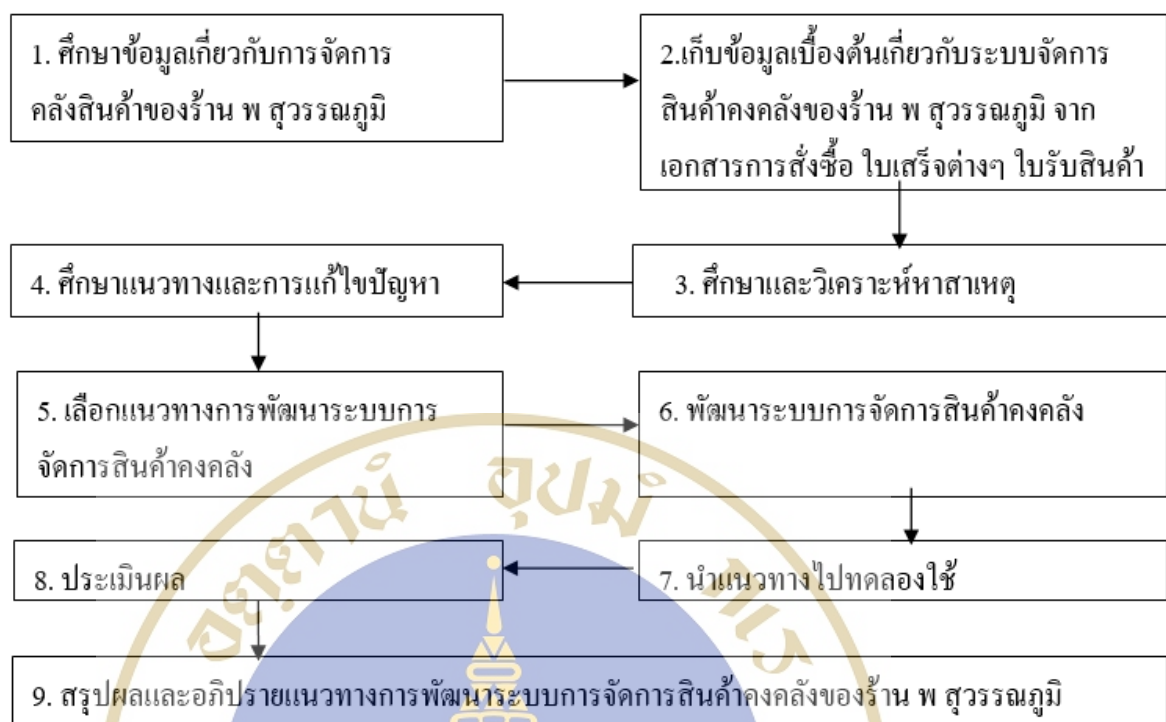 1. ศึกษาข้อมูลเกี่ยวกับการจัดการ
คลังสินค้าของร้าน พ สุวรรณภูมิ
2.เก็บข้อมูลเบื้องต้นเกี่ยวกับระบบจัดการ
สินค้าคงคลังของร้าน พ สุวรรณภูมิ จาก
เอกสารการสั่งซื้อ ใบเสร็จต่างๆ ใบรับสินค้า
3. ศึกษาและวิเคราะห์หาสาเหตุ
4. ศึกษาแนวทางและการแก้ไขปัญหา
5. เลือกแนวทางการพัฒนาระบบการ
จัดการสินค้าคงคลัง
6. พัฒนาระบบการจัดการสินค้าคงคลัง
7. นำแนวทางไปทดลองใช้
8. ประเมินผล
9. สรุปผลและอภิปรายแนวทางการพัฒนาระบบการจัดการสินค้าคงคลังของร้าน พ สุวรรณภูมิ
อตฺตานํ อุปมํ กเร